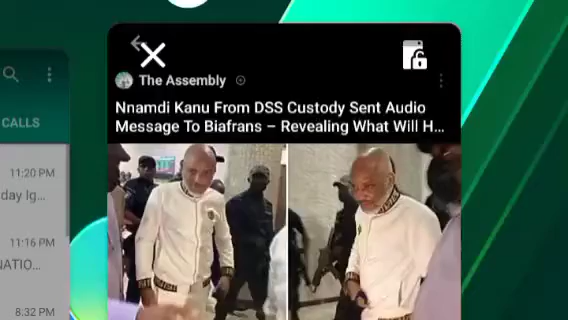 CALLS
11:20 PM
day Ig...
11:16 PM
NATIO...
8.32 PM
The Assembly
Nnamdi Kanu From DSS Custody Sent Audio
Message To Biafrans – Revealing What Will H...